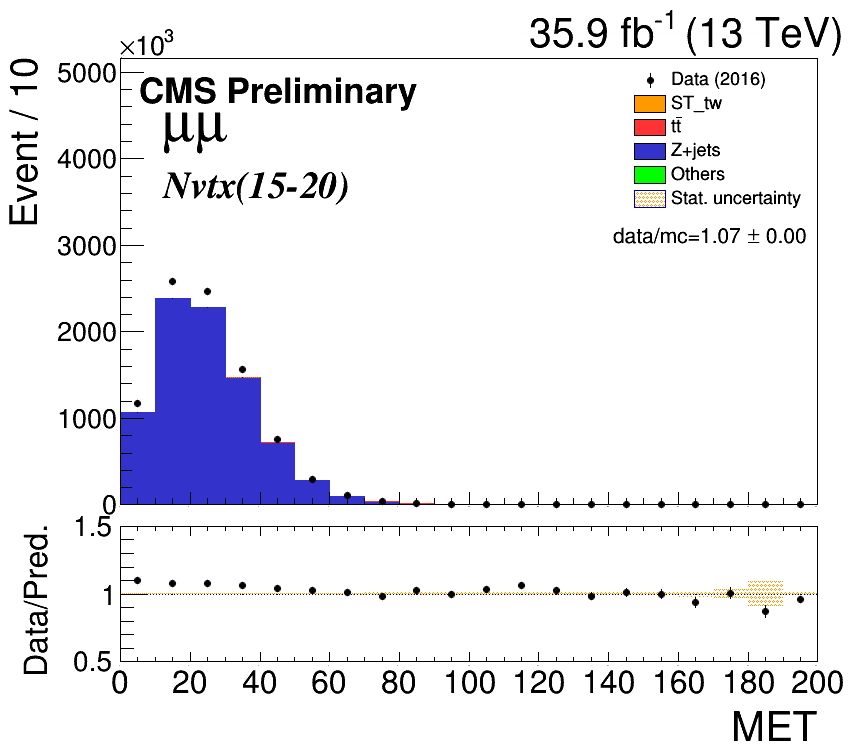 35.9 fb⁻¹ (13 TeV)
×10³
Event / 10
5000
4000
3000
2000
1000
0
CMS Preliminary
μμ
Nvtx(15-20)
Data (2016)
ST_tw
tt̄
Z+jets
Others
Stat. uncertainty
data/mc=1.07 ± 0.00
Data/Pred.
1.5
1
0.5
0 20 40 60 80 100 120 140 160 180 200
MET